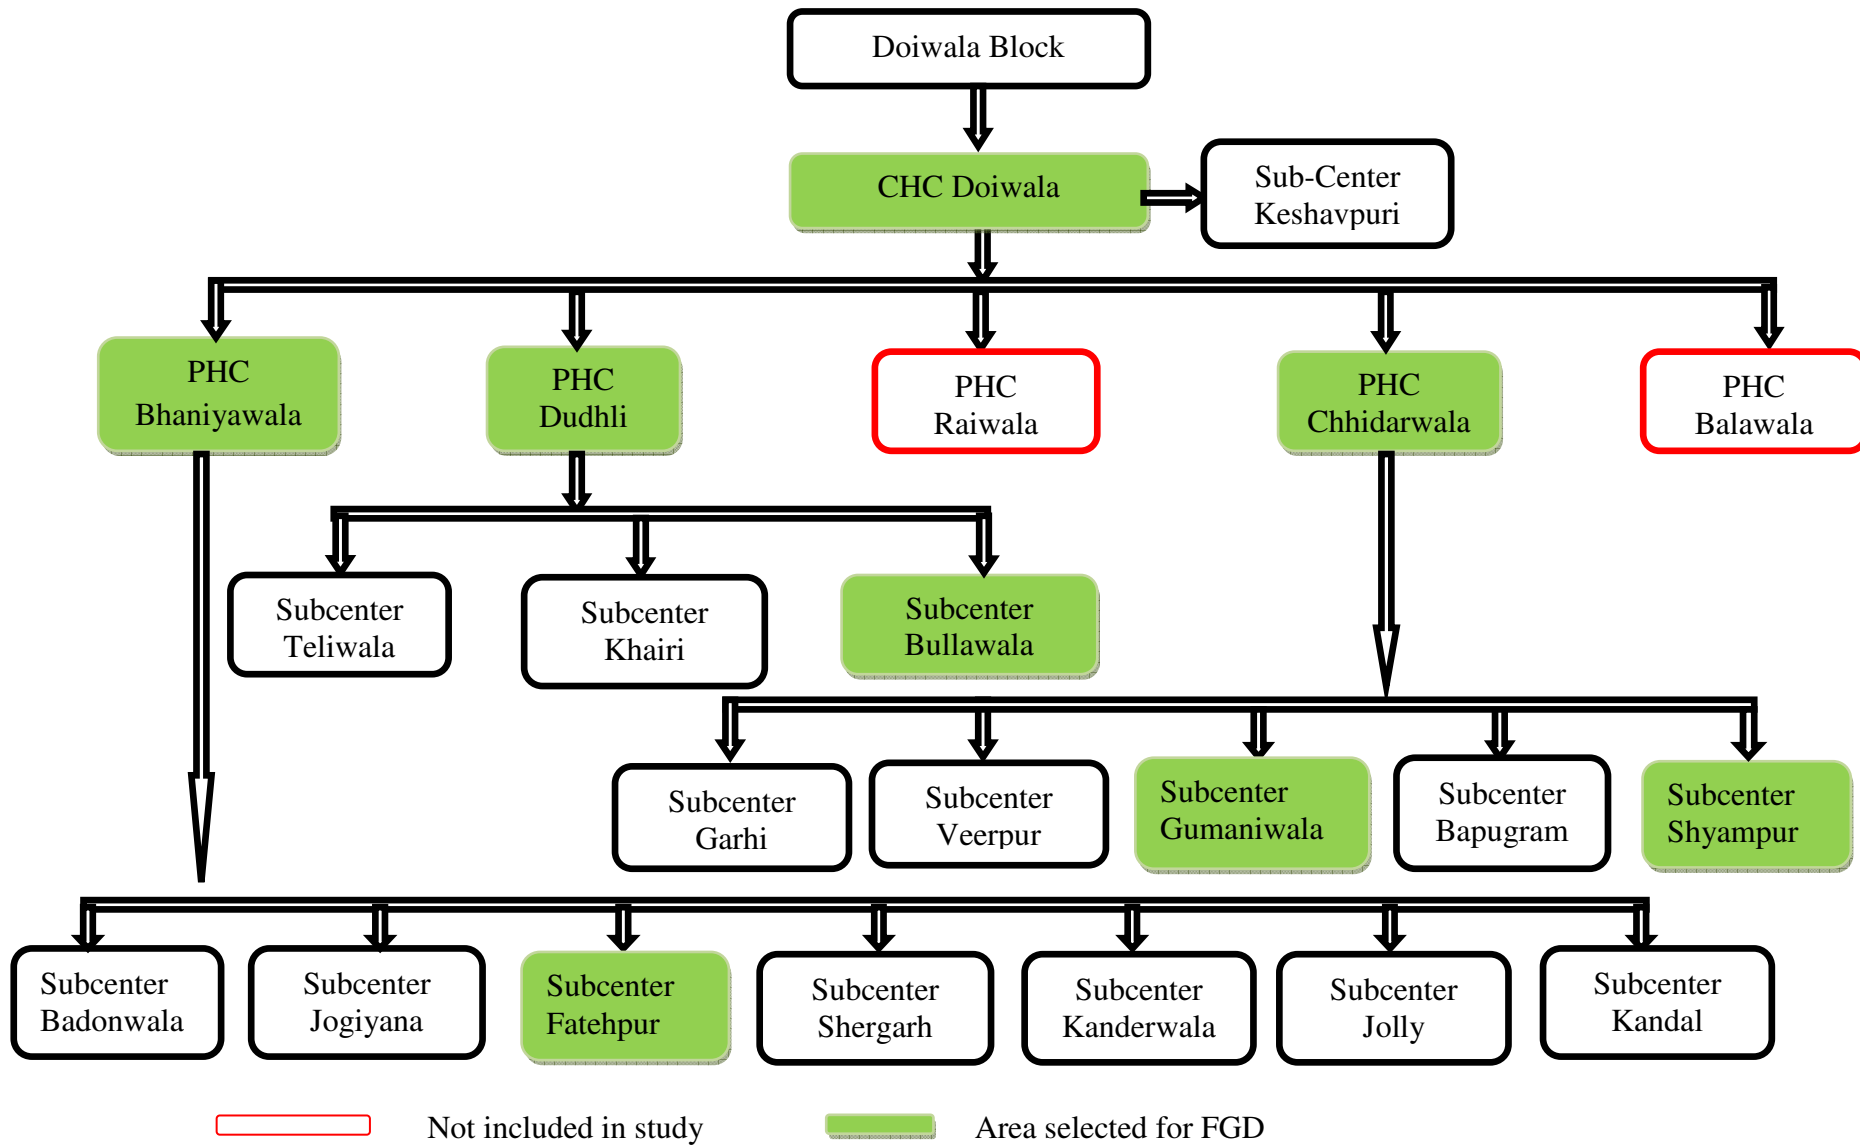 Doiwala Block
CHC Doiwala
Sub-Center
Keshavpuri
PHC
Bhaniyawala
PHC
Dudhli
PHC
Raiwala
PHC
Chhidarwala
PHC
Balawala
Subcenter
Teliwala
Subcenter
Khairi
Subcenter
Bullawala
Subcenter
Garhi
Subcenter
Veerpur
Subcenter
Gumaniwala
Subcenter
Bapugram
Subcenter
Shyampur
Subcenter
Badonwala
Subcenter
Jogiyana
Subcenter
Fatehpur
Subcenter
Shergarh
Subcenter
Kanderwala
Subcenter
Jolly
Subcenter
Kandal
Not included in study
Area selected for FGD